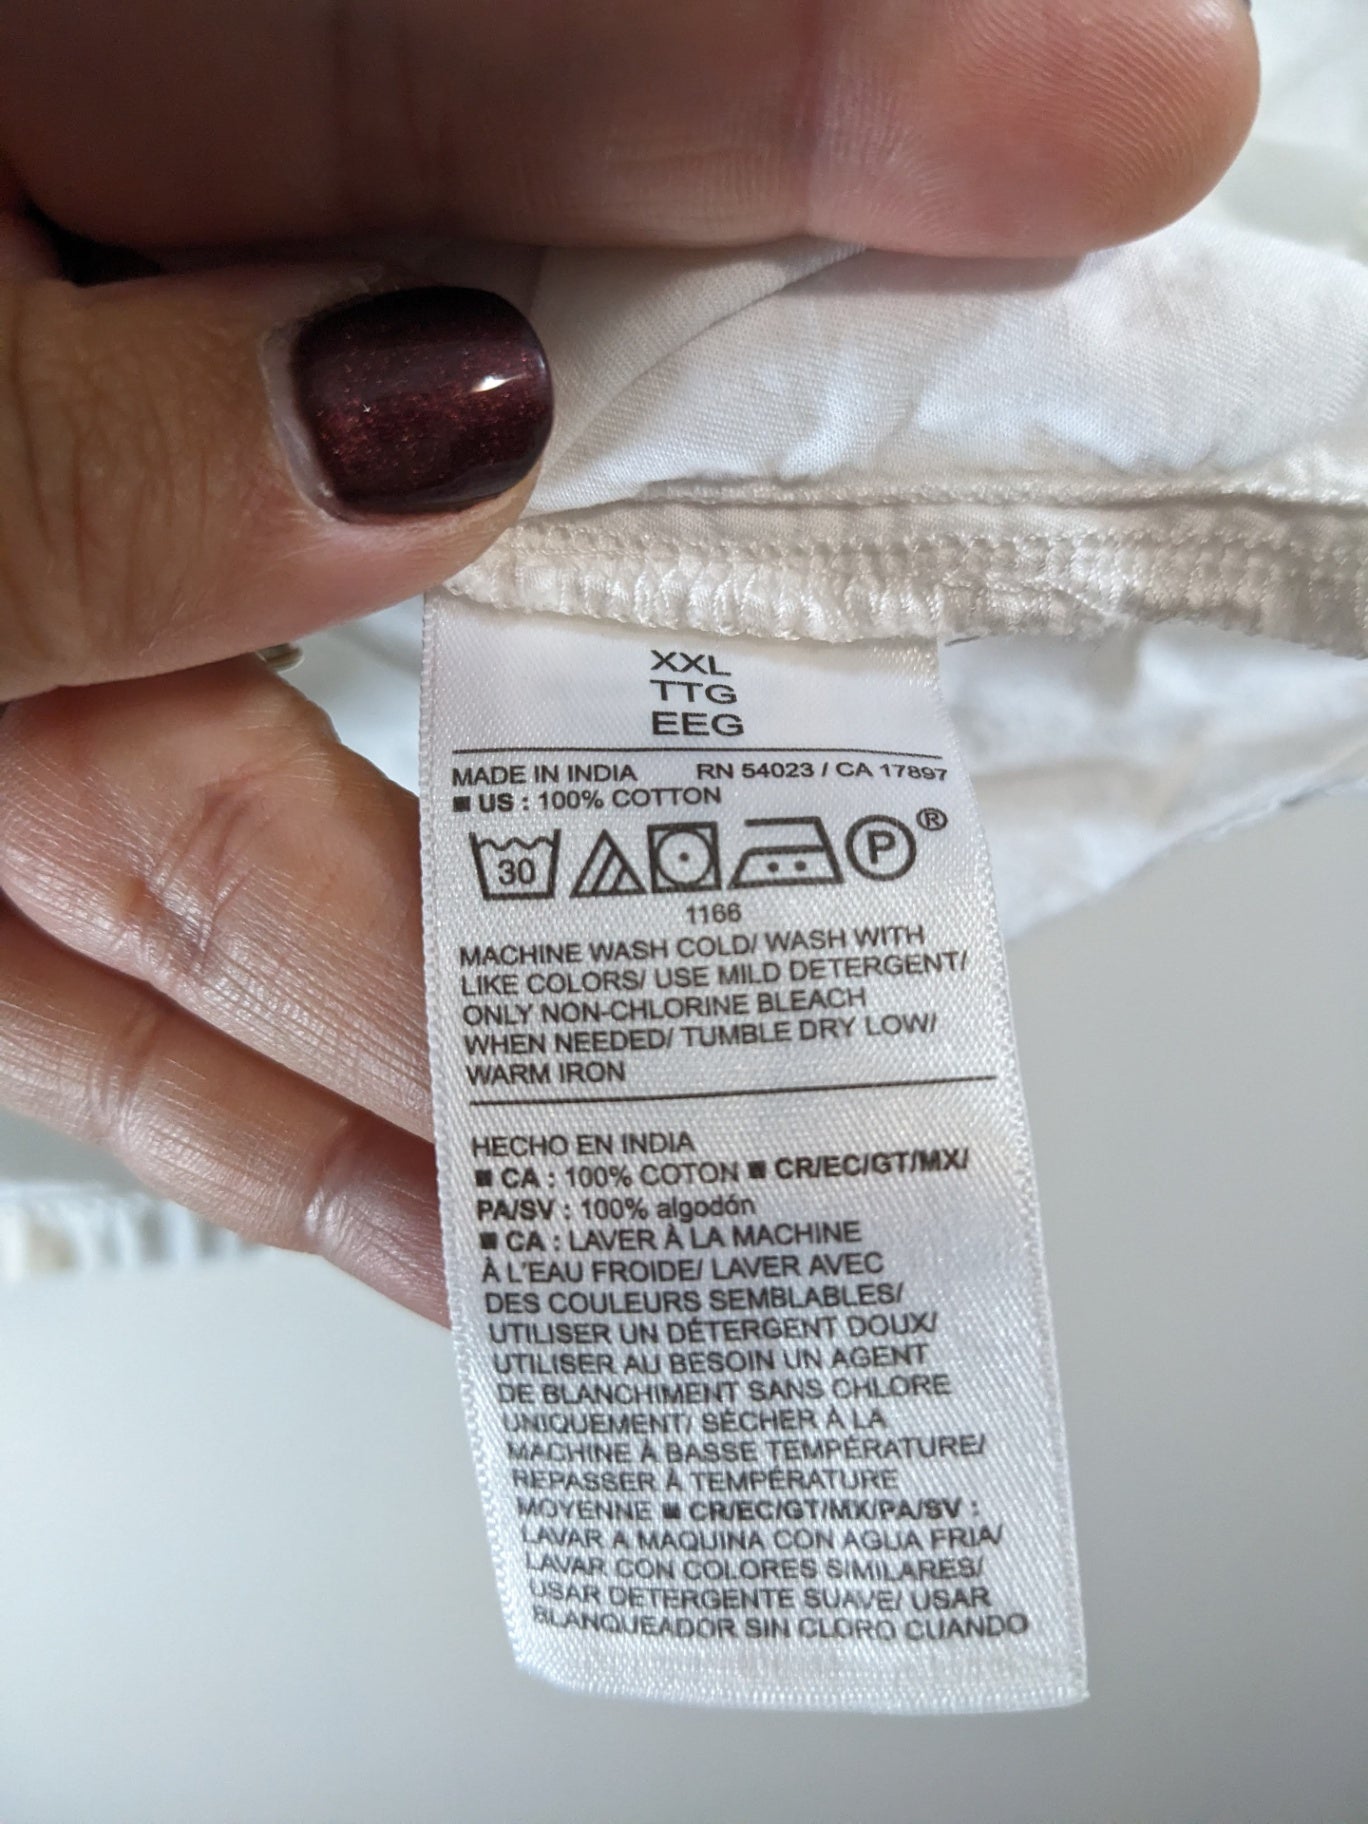 XXL
TTG
EEG
MADE IN INDIA RN 54023 / CA 17897
■ US : 100% COTTON
30 P®
1166
MACHINE WASH COLD/ WASH WITH
LIKE COLORS/ USE MILD DETERGENT/
ONLY NON-CHLORINE BLEACH
WHEN NEEDED/ TUMBLE DRY LOW/
WARM IRON
HECHO EN INDIA
■ CA : 100% COTON ■ CR/EC/GT/MX/
PA/SV : 100% algodón
■ CA : LAVER À LA MACHINE
À L'EAU FROIDE/ LAVER AVEC
DES COULEURS SEMBLABLES/
UTILISER UN DÉTERGENT DOUX/
UTILISER AU BESOIN UN AGENT
DE BLANCHIMENT SANS CHLORE
UNIQUEMENT/ SÉCHER À LA
MACHINE À BASSE TEMPÉRATURE/
REPASSER À TEMPÉRATURE
MOYENNE ■ CR/EC/GT/MX/PA/SV :
LAVAR A MAQUINA CON AGUA FRIA/
LAVAR CON COLORES SIMILARES/
USAR DETERGENTE SUAVE/ USAR
BLANQUEADOR SIN CLORO CUANDO